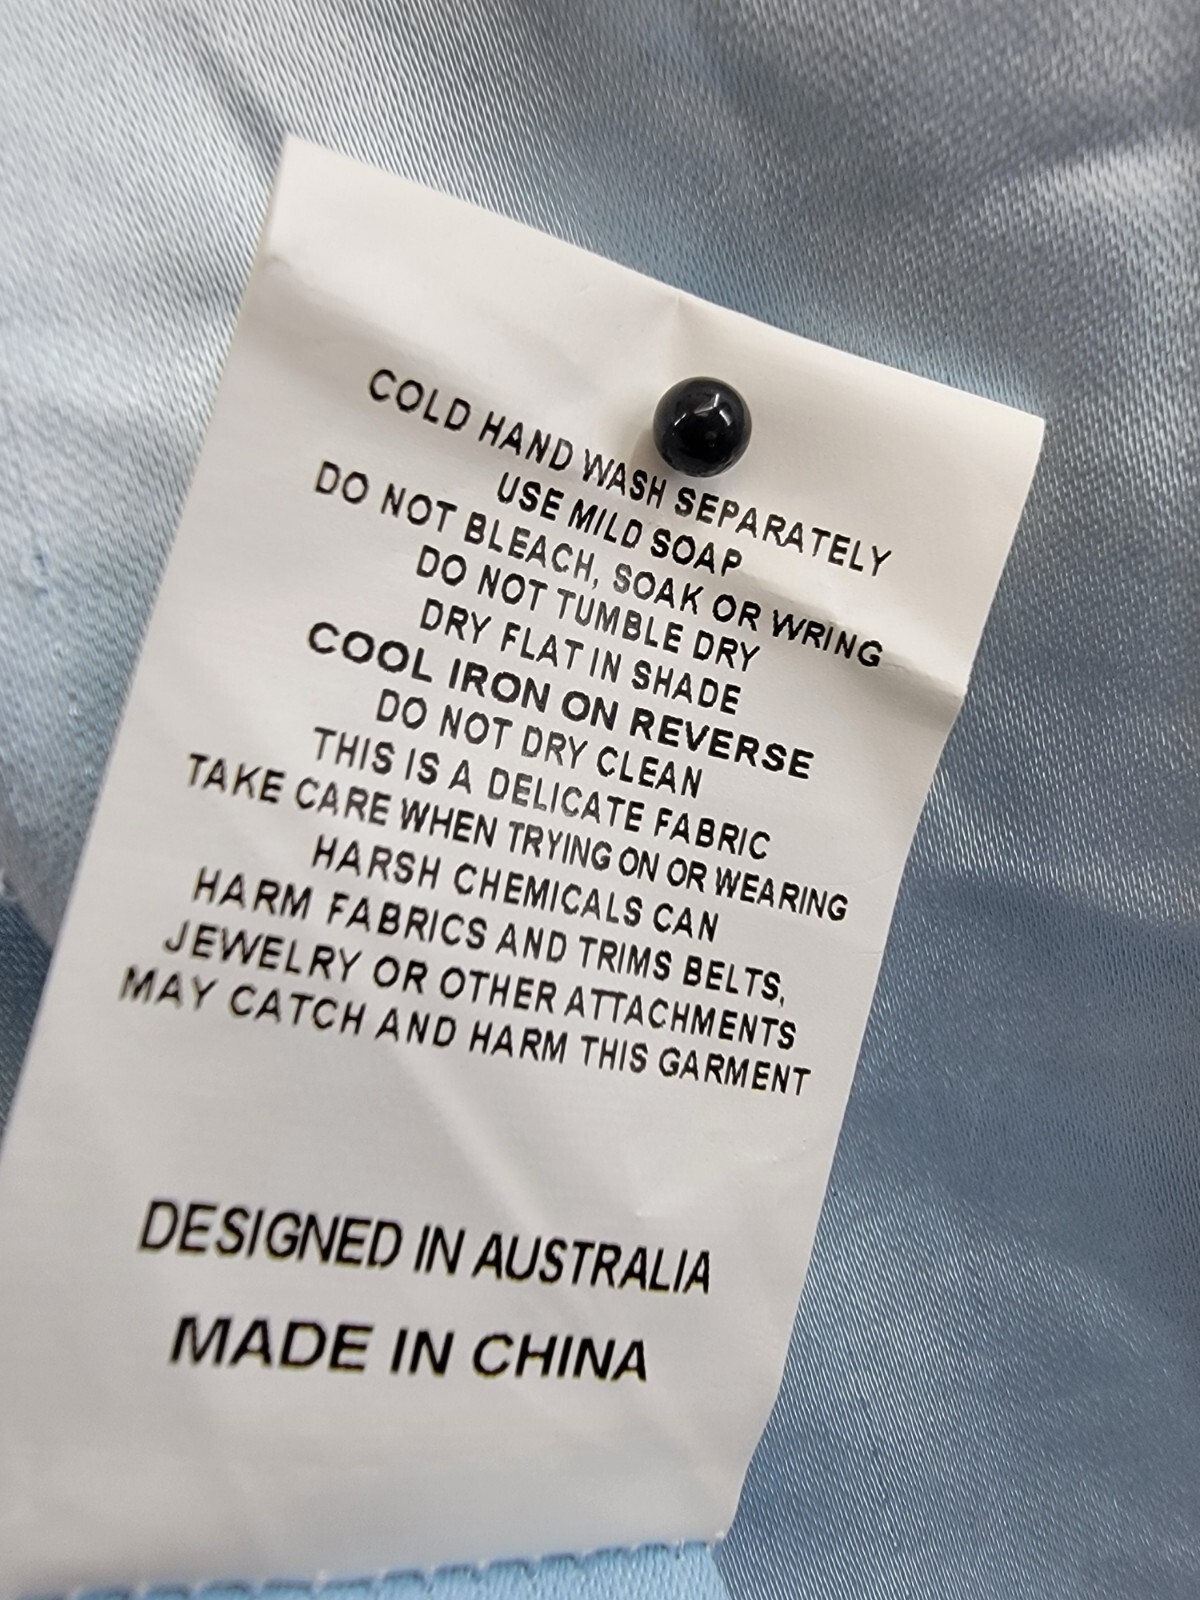 COLD HAND WASH SEPARATELY
USE MILD SOAP
DO NOT BLEACH, SOAK OR WRING
DO NOT TUMBLE DRY
DRY FLAT IN SHADE
COOL IRON ON REVERSE
DO NOT DRY CLEAN
THIS IS A DELICATE FABRIC
TAKE CARE WHEN TRYING ON OR WEARING
HARSH CHEMICALS CAN
HARM FABRICS AND TRIMS BELTS,
JEWELRY OR OTHER ATTACHMENTS
MAY CATCH AND HARM THIS GARMENT
DESIGNED IN AUSTRALIA
MADE IN CHINA